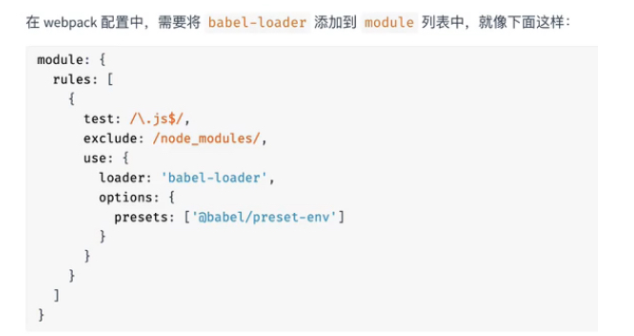 在 webpack 配置中，需要将 babel-loader 添加到 module 列表中，就像下面这样：
module: {
  rules: [
    {
      test: /\.js$/,
      exclude: /node_modules/,
      use: {
        loader: 'babel-loader',
        options: {
          presets: ['@babel/preset-env']
        }
      }
    }
  ]
}